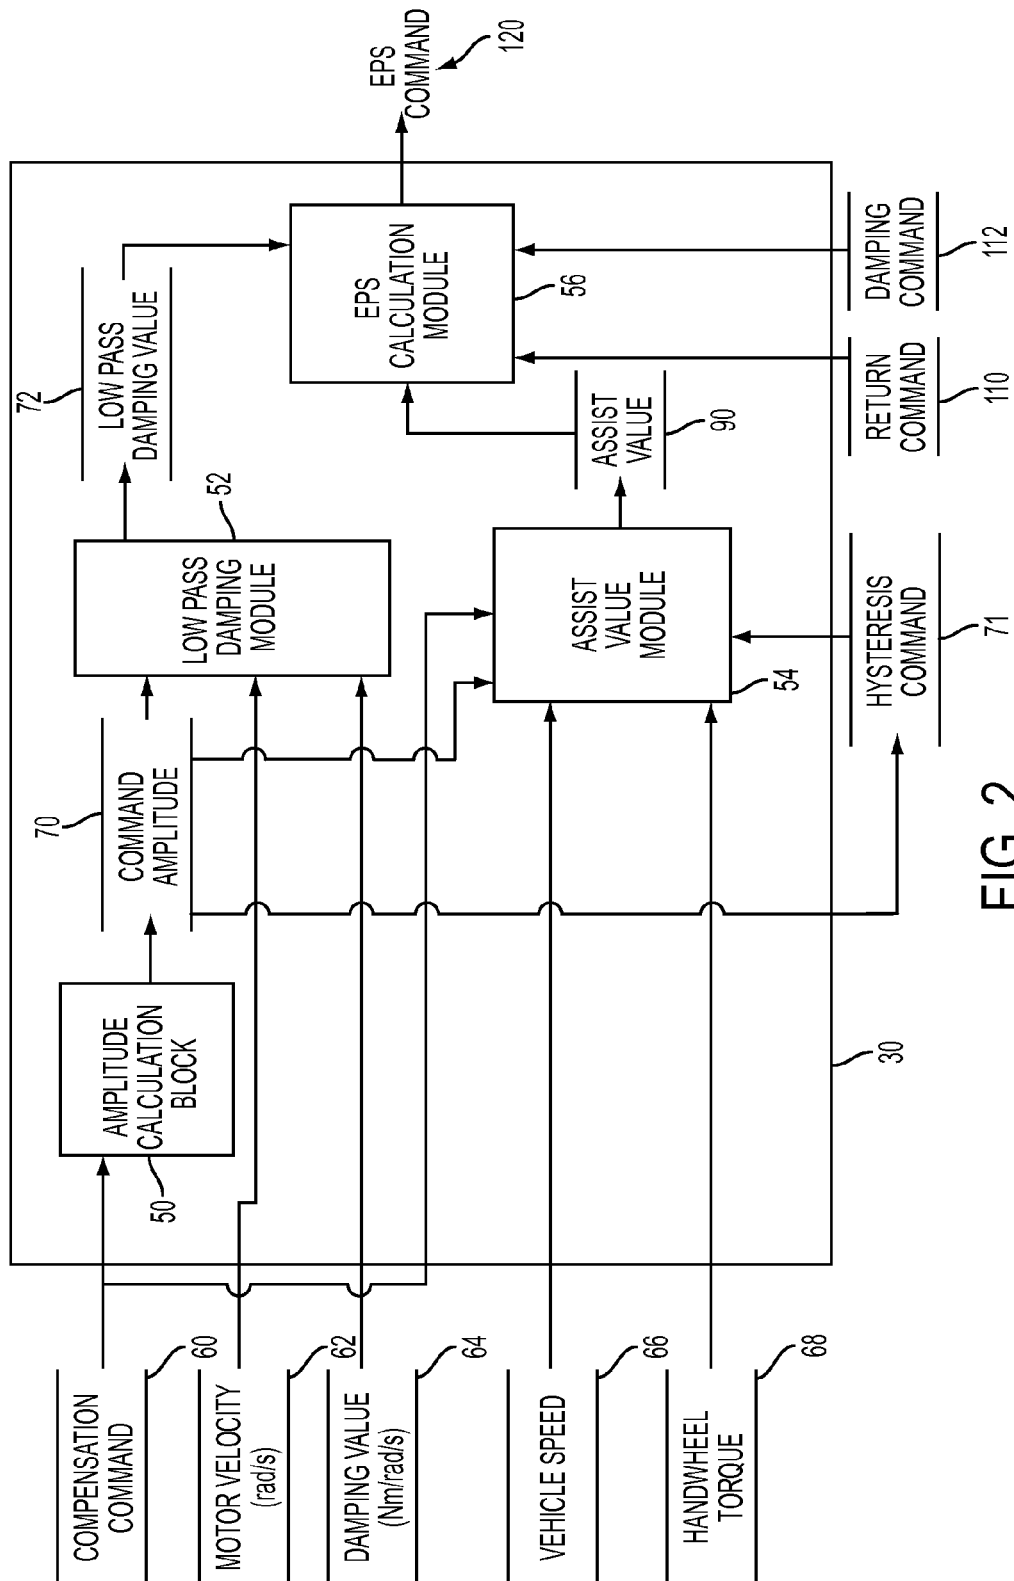 COMPENSATION
COMMAND
60
MOTOR VELOCITY
(rad/s)
62
DAMPING VALUE
(Nm/rad/s)
64
VEHICLE SPEED
66
HANDWHEEL
TORQUE
68
AMPLITUDE
CALCULATION
BLOCK
50
70
COMMAND
AMPLITUDE
LOW PASS
DAMPING
MODULE
52
72
LOW PASS
DAMPING VALUE
ASSIST
VALUE
MODULE
54
ASSIST
VALUE
90
EPS
CALCULATION
MODULE
56
EPS
COMMAND
120
30
HYSTERESIS
COMMAND
71
RETURN
COMMAND
110
DAMPING
COMMAND
112
FIG. 2